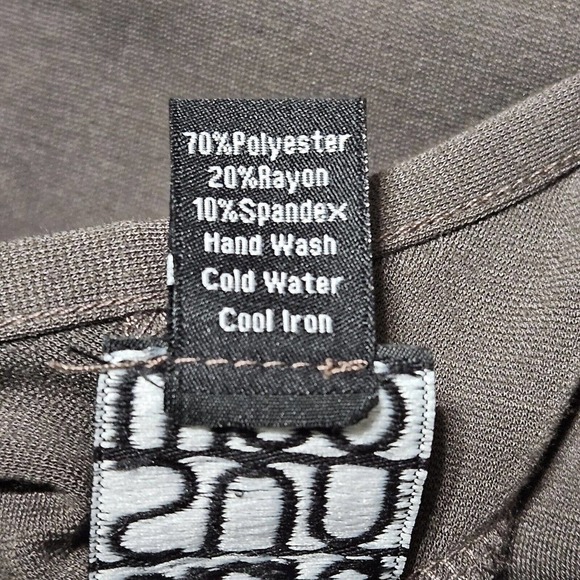 70%Polyester
20%Rayon
10%Spandex
Hand Wash
Cold Water
Cool Iron